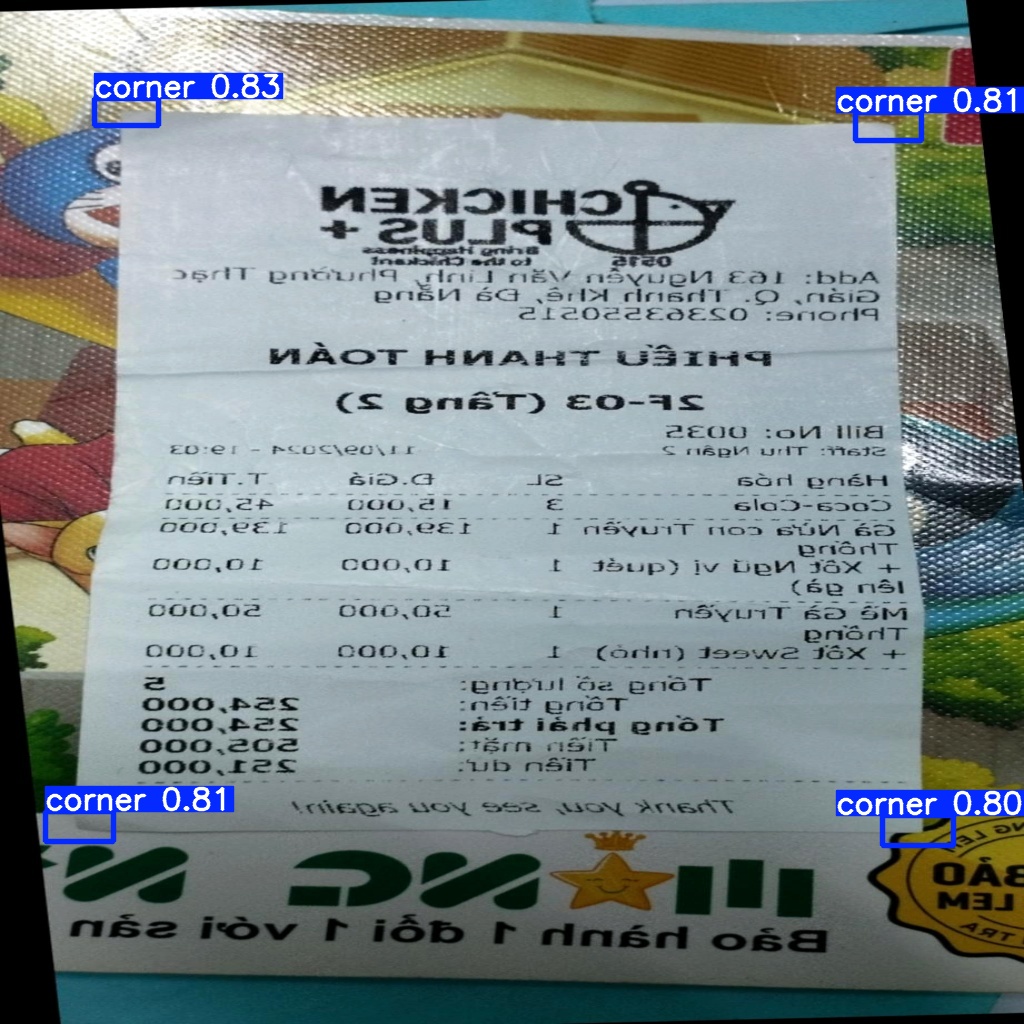 corner 0.83
corner 0.81
CHICKEN
PLUS +
Bring Happiness
to the Chickent
0515
Add: 163 Nguyễn Văn Linh, Phường Thạc
Gián, Q. Thanh Khê, Đà Nẵng
Phone: 02363550515
PHIẾU THANH TOÁN
2F-03 (Tầng 2)
Bill No: 0035
Staff: Thu Ngân 2 11/09/2024 - 19:03
Hàng hóa SL Đ.Giá T.Tiền
Coca-Cola 3 15,000 45,000
Gà Nửa con Truyền 1 139,000 139,000
Thống
+ Xốt Ngũ vị (quét 1 10,000 10,000
lên gà)
Mề Gà Truyền 1 50,000 50,000
Thống
+ Xốt Sweet (nhỏ) 1 10,000 10,000
Tổng số lượng: 5
Tổng tiền: 254,000
Tổng phải trả: 254,000
Tiền mặt: 505,000
Tiền dư: 251,000
Thank you, see you again!
corner 0.81
corner 0.80
BẢO
LEM
Bảo hành 1 đổi 1 với sản